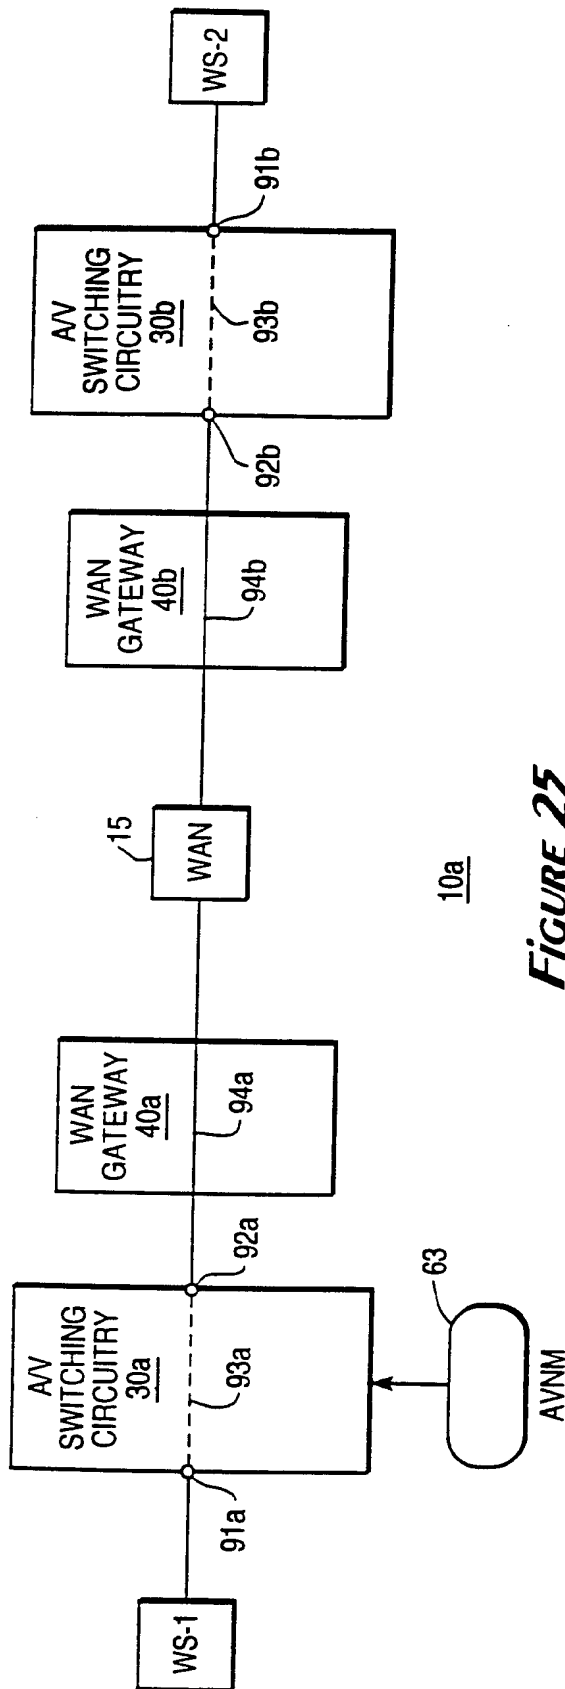 WS-1
91a
A/V
SWITCHING
CIRCUITRY
30a
93a
92a
63
AVNM
WAN
GATEWAY
40a
94a
15
WAN
10a
WAN
GATEWAY
40b
94b
92b
A/V
SWITCHING
CIRCUITRY
30b
93b
91b
WS-2
FIGURE 25